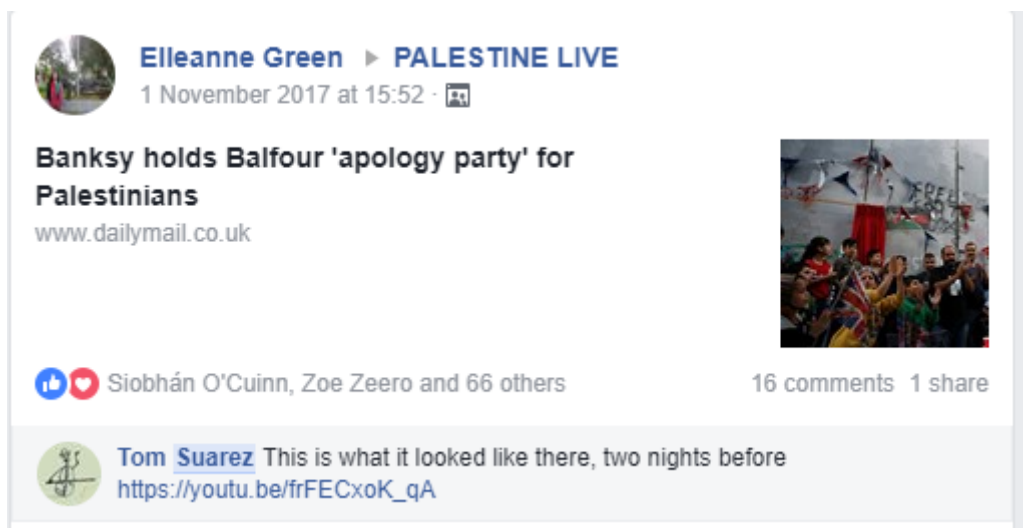 Elleanne Green ▸ PALESTINE LIVE
1 November 2017 at 15:52 ·
Banksy holds Balfour 'apology party' for
Palestinians
www.dailymail.co.uk
FREE
Siobhán O'Cuinn, Zoe Zeero and 66 others
16 comments 1 share
Tom Suarez This is what it looked like there, two nights before
https://youtu.be/frFECxoK_qA